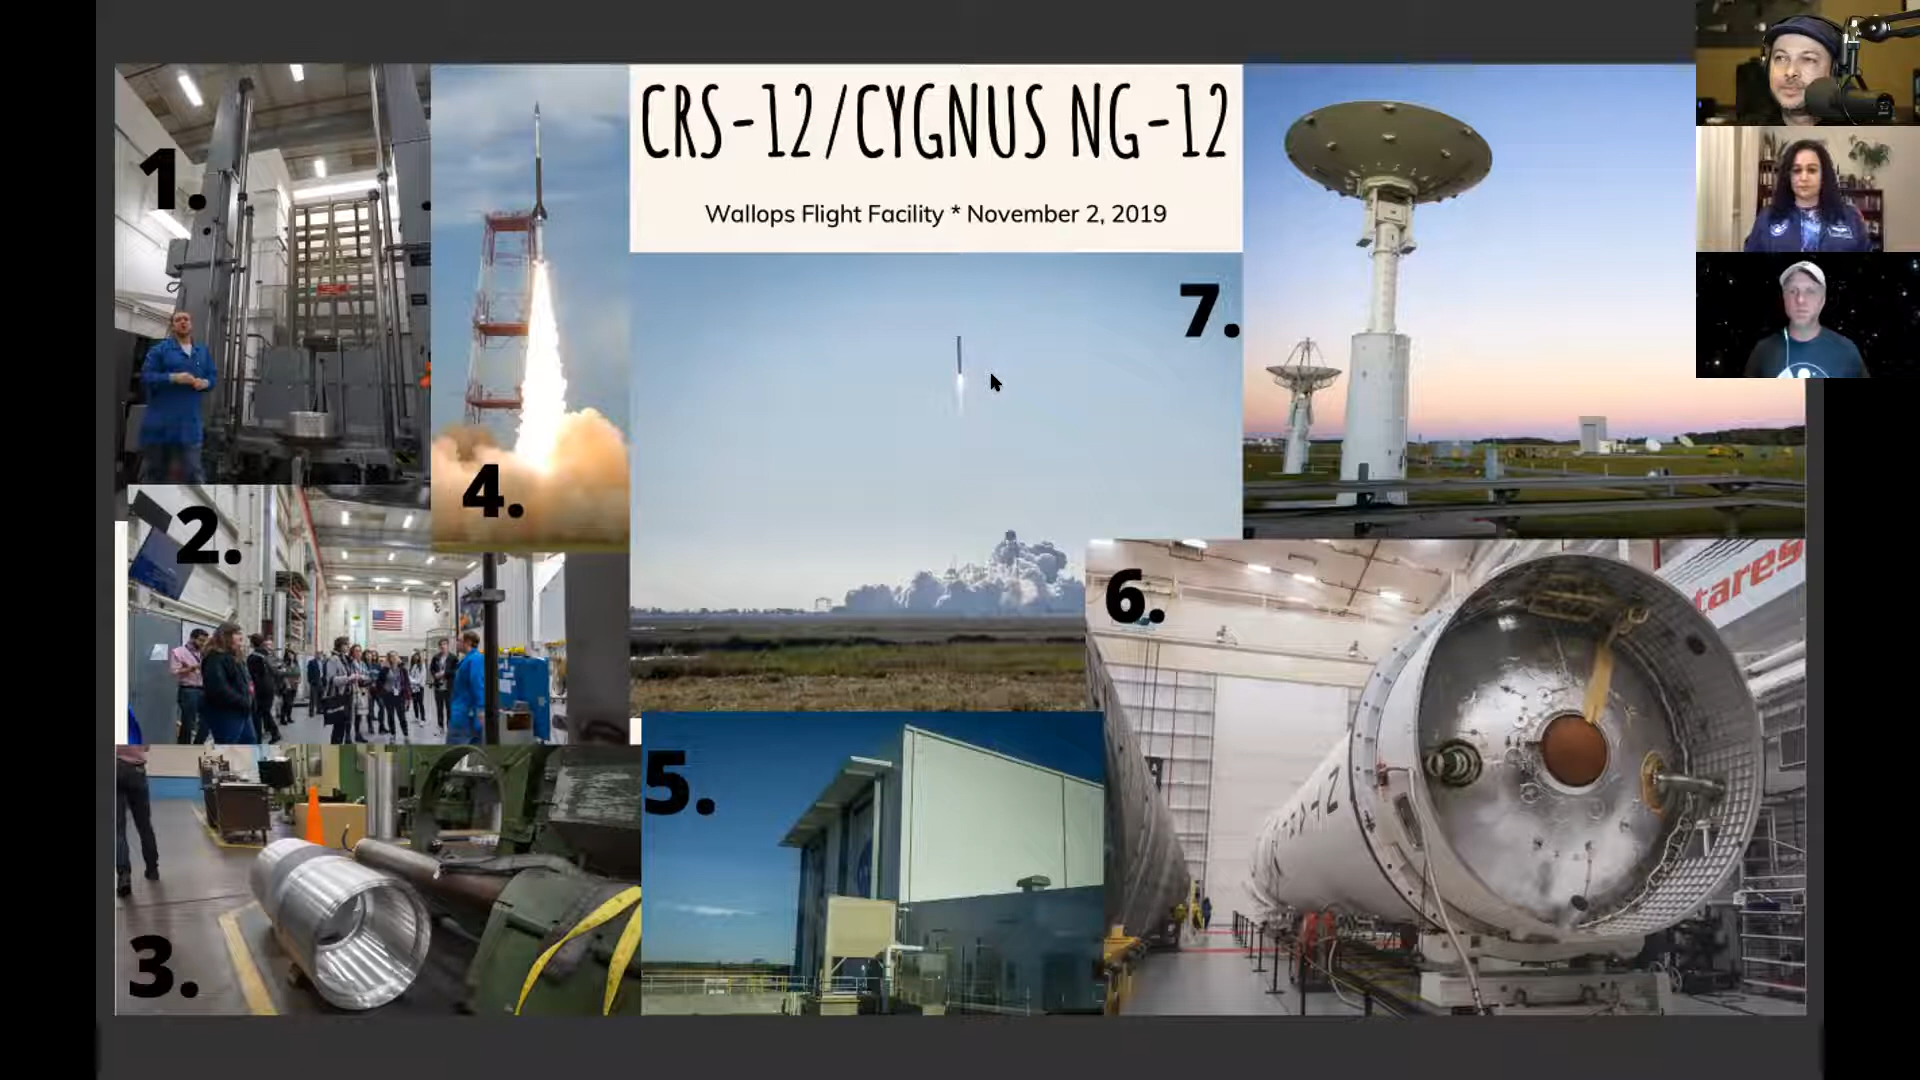 CRS-12/CYGNUS NG-12
Wallops Flight Facility * November 2, 2019
1.
4.
7.
2.
6.
tares
5.
3.